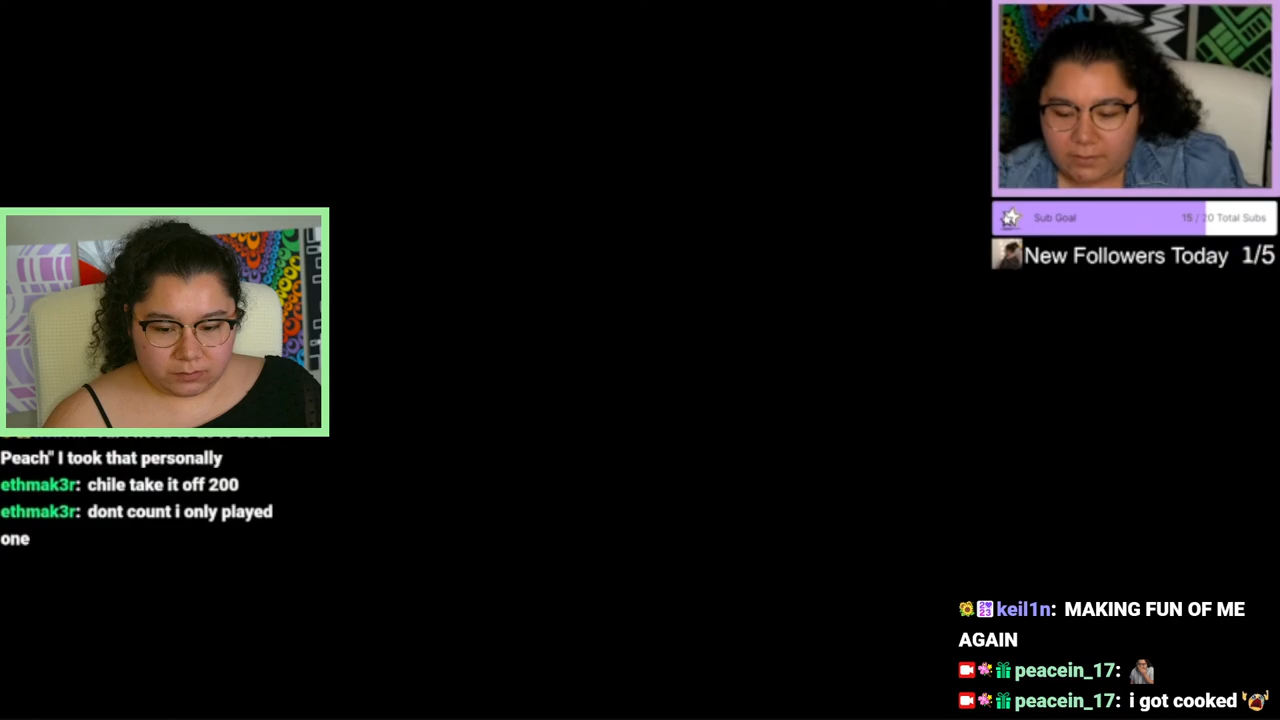 Sub Goal 15 / 20 Total Subs
New Followers Today 1/5
Peach" I took that personally
ethmak3r: chile take it off 200
ethmak3r: dont count i only played
one
keil1n: MAKING FUN OF ME
AGAIN
peacein_17:
peacein_17: i got cooked